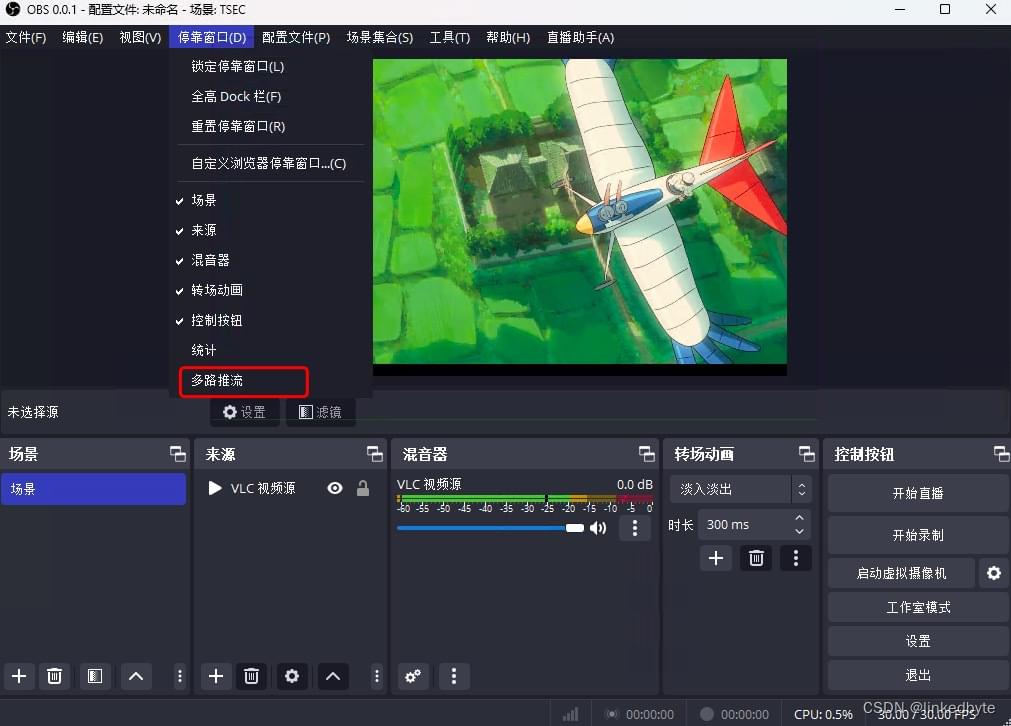 OBS 0.0.1 - 配置文件: 未命名 - 场景: TSEC
文件(F) 编辑(E) 视图(V) 停靠窗口(D) 配置文件(P) 场景集合(S) 工具(T) 帮助(H) 直播助手(A)
锁定停靠窗口(L)
全高 Dock 栏(F)
重置停靠窗口(R)
自定义浏览器停靠窗口...(C)
场景
来源
混音器
转场动画
控制按钮
统计
多路推流
未选择源 设置 滤镜
场景 来源 混音器 转场动画 控制按钮
场景
VLC 视频源
VLC 视频源 0.0 dB
-60 -55 -50 -45 -40 -35 -30 -25 -20 -15 -10 -5 0
淡入淡出
时长 300 ms
开始直播
开始录制
启动虚拟摄像机
工作室模式
设置
退出
00:00:00 00:00:00 CPU: 0.5% 30.00 / 30.00 FPS
CSDN @linkedbyte